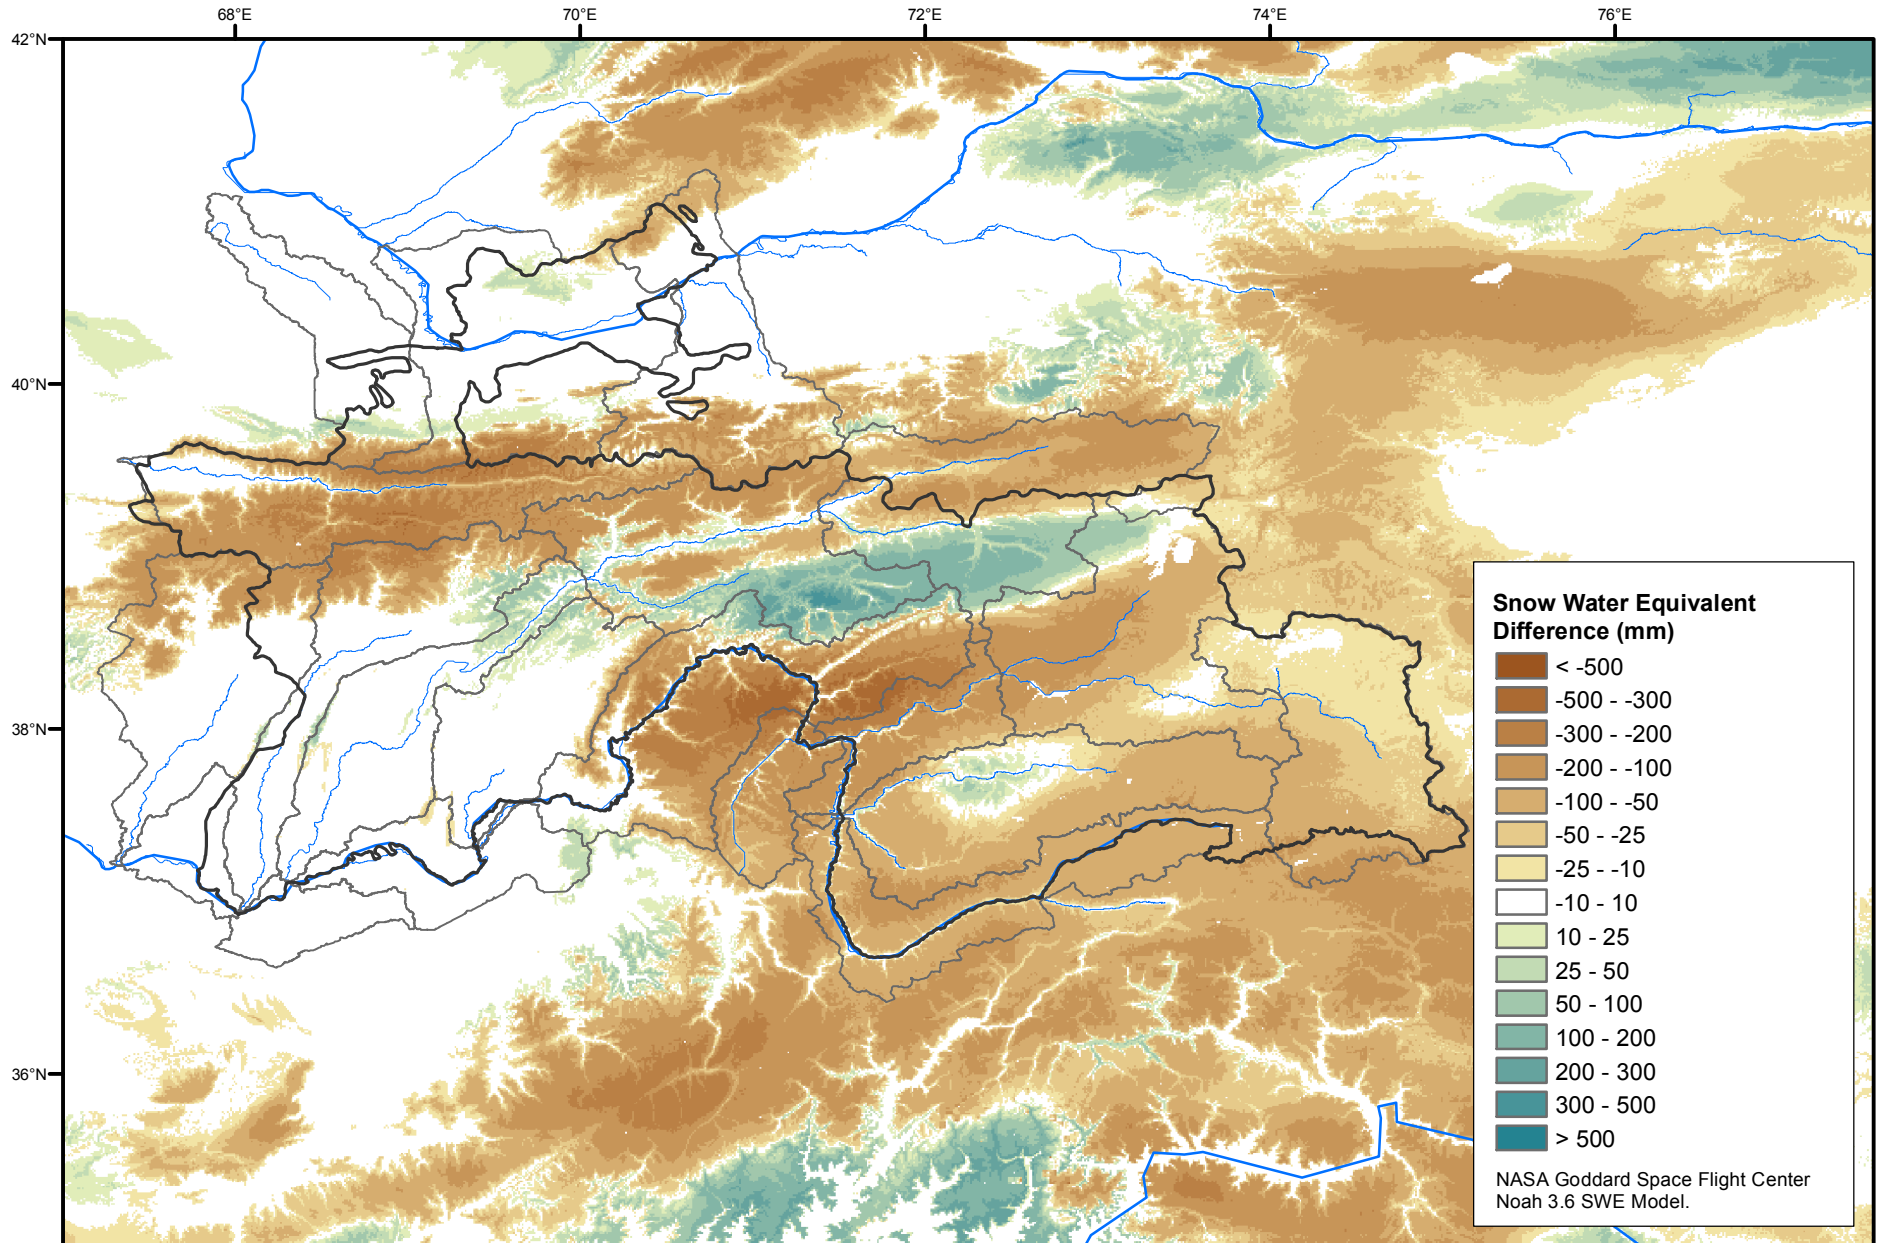 68°E 70°E 72°E 74°E 76°E
42°N
40°N
38°N
36°N
Snow Water Equivalent
Difference (mm)
< -500
-500 - -300
-300 - -200
-200 - -100
-100 - -50
-50 - -25
-25 - -10
-10 - 10
10 - 25
25 - 50
50 - 100
100 - 200
200 - 300
300 - 500
> 500
NASA Goddard Space Flight Center
Noah 3.6 SWE Model.